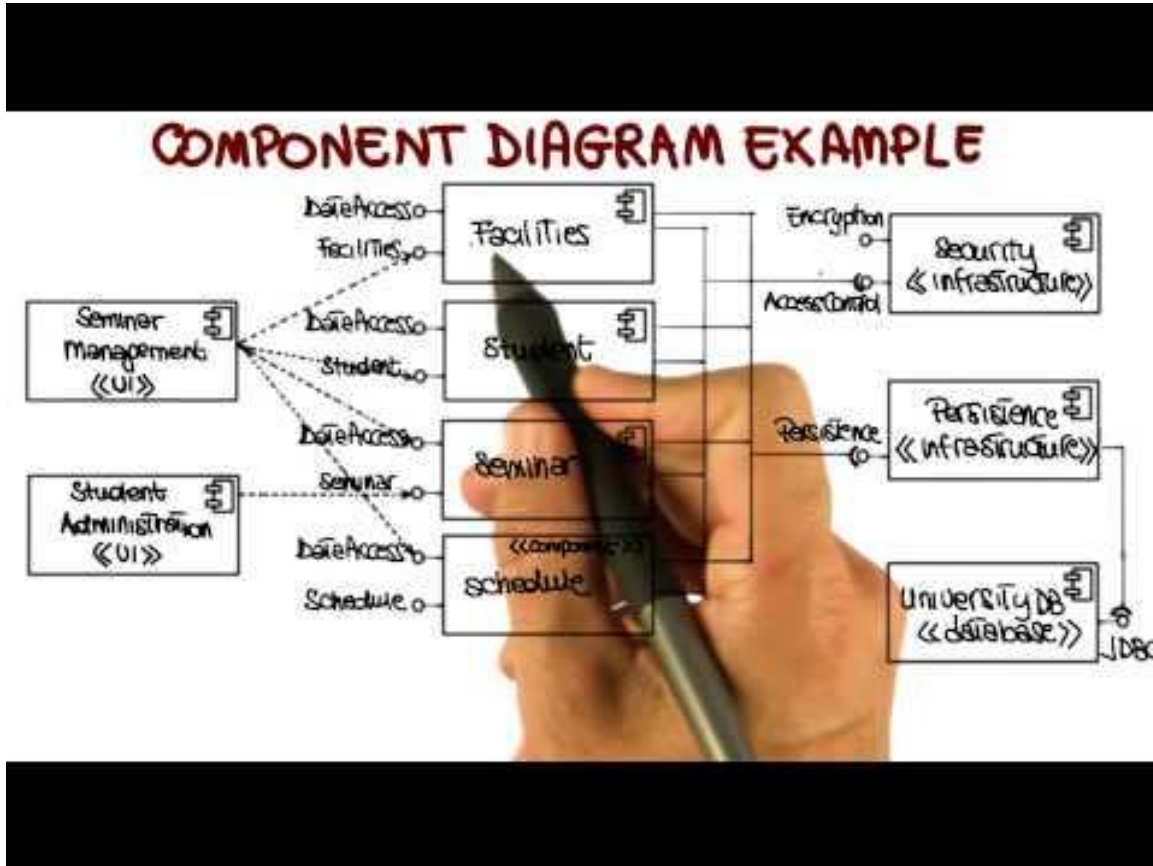 COMPONENT DIAGRAM EXAMPLE
DataAccess
Facilities
Facilities
Encryption
Security
<<infrastructure>>
AccessControl
Seminar
Management
<<UI>>
DataAccess
Student
Student
DataAccess
Seminar
Seminar
Persistence
Persistence
<<infrastructure>>
Student
Administration
<<UI>>
DataAccess
Schedule
<<component>>
Schedule
University DB
<<database>>
JDBC